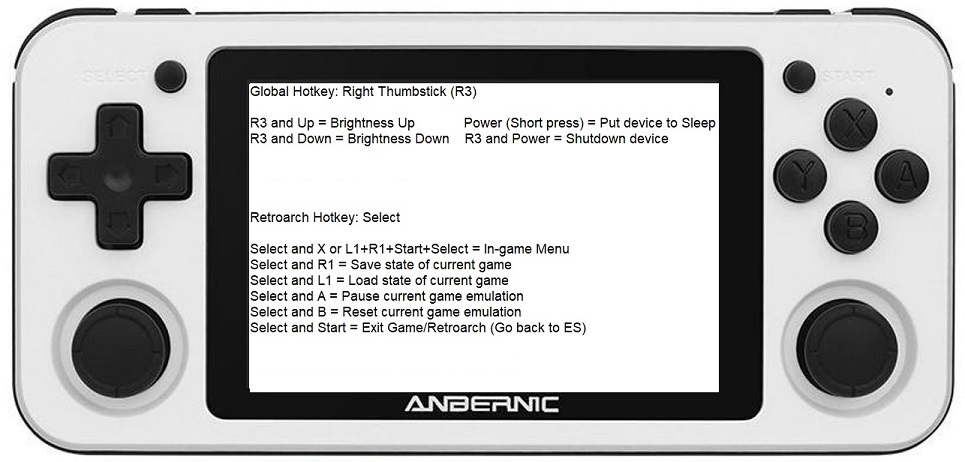 SELECT
START
Global Hotkey: Right Thumbstick (R3)
R3 and Up = Brightness Up Power (Short press) = Put device to Sleep
R3 and Down = Brightness Down R3 and Power = Shutdown device
X
Y
A
B
Retroarch Hotkey: Select
Select and X or L1+R1+Start+Select = In-game Menu
Select and R1 = Save state of current game
Select and L1 = Load state of current game
Select and A = Pause current game emulation
Select and B = Reset current game emulation
Select and Start = Exit Game/Retroarch (Go back to ES)
ANBERNIC